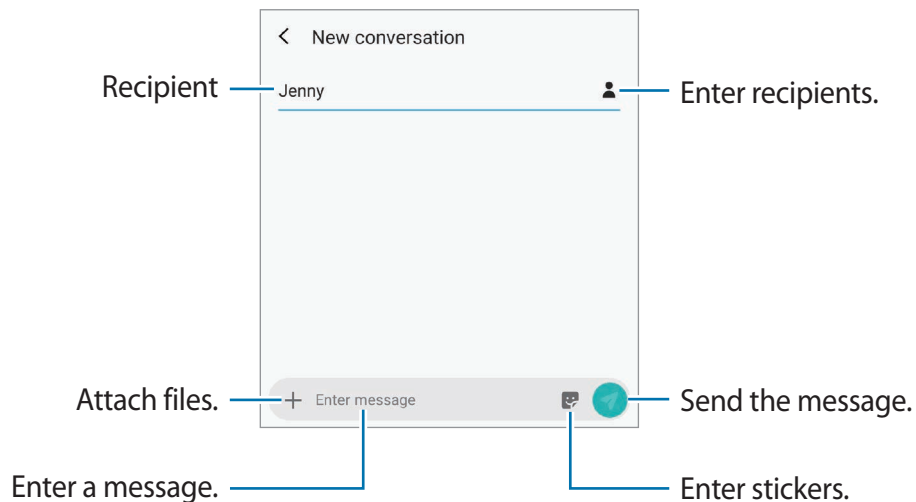 New conversation
Recipient
Jenny
Enter recipients.
Attach files.
Enter message
Send the message.
Enter a message.
Enter stickers.